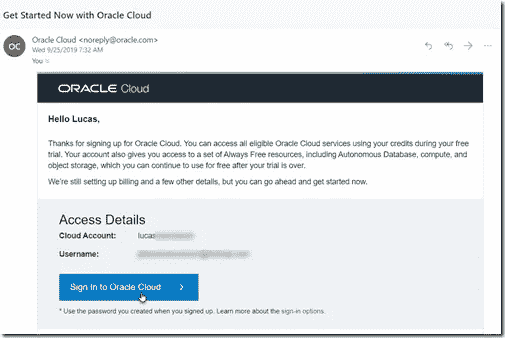 Get Started Now with Oracle Cloud
OC
Oracle Cloud <noreply@oracle.com>
Wed 9/25/2019 7:32 AM
You
ORACLE Cloud
Hello Lucas,
Thanks for signing up for Oracle Cloud. You can access all eligible Oracle Cloud services using your credits during your free
trial. Your account also gives you access to a set of Always Free resources, including Autonomous Database, compute, and
object storage, which you can continue to use for free after your trial is over.
We're still setting up billing and a few other details, but you can go ahead and get started now.
Access Details
Cloud Account: lucas
Username:
Sign In to Oracle Cloud
* Use the password you created when you signed up. Learn more about the sign-in options.